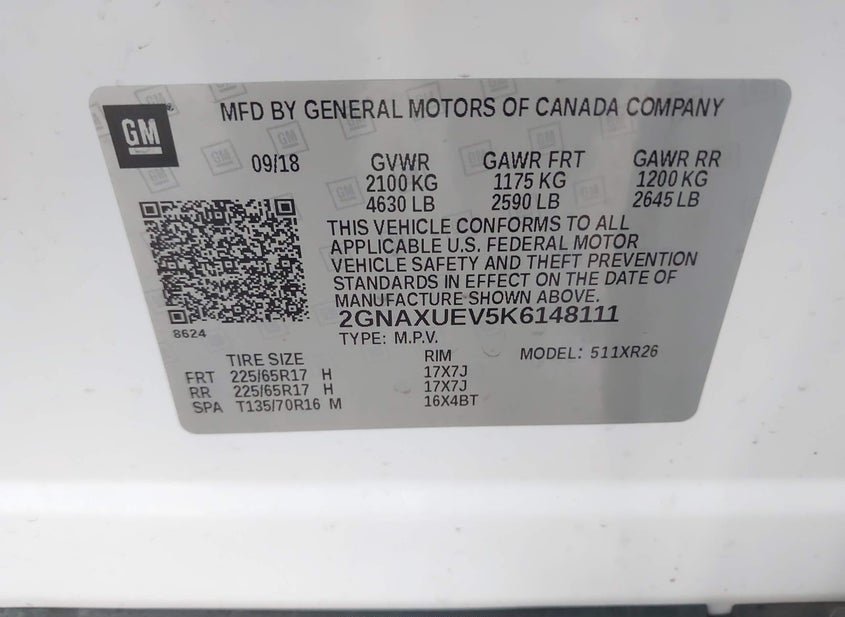 GM
MFD BY GENERAL MOTORS OF CANADA COMPANY
09/18 GVWR GAWR FRT GAWR RR
2100 KG 1175 KG 1200 KG
4630 LB 2590 LB 2645 LB
THIS VEHICLE CONFORMS TO ALL
APPLICABLE U.S. FEDERAL MOTOR
VEHICLE SAFETY AND THEFT PREVENTION
STANDARDS IN EFFECT ON THE DATE OF
MANUFACTURE SHOWN ABOVE.
2GNAXUEV5K6148111
8624
TYPE: M.P.V.
TIRE SIZE RIM MODEL: 511XR26
FRT 225/65R17 H 17X7J
RR 225/65R17 H 17X7J
SPA T135/70R16 M 16X4BT